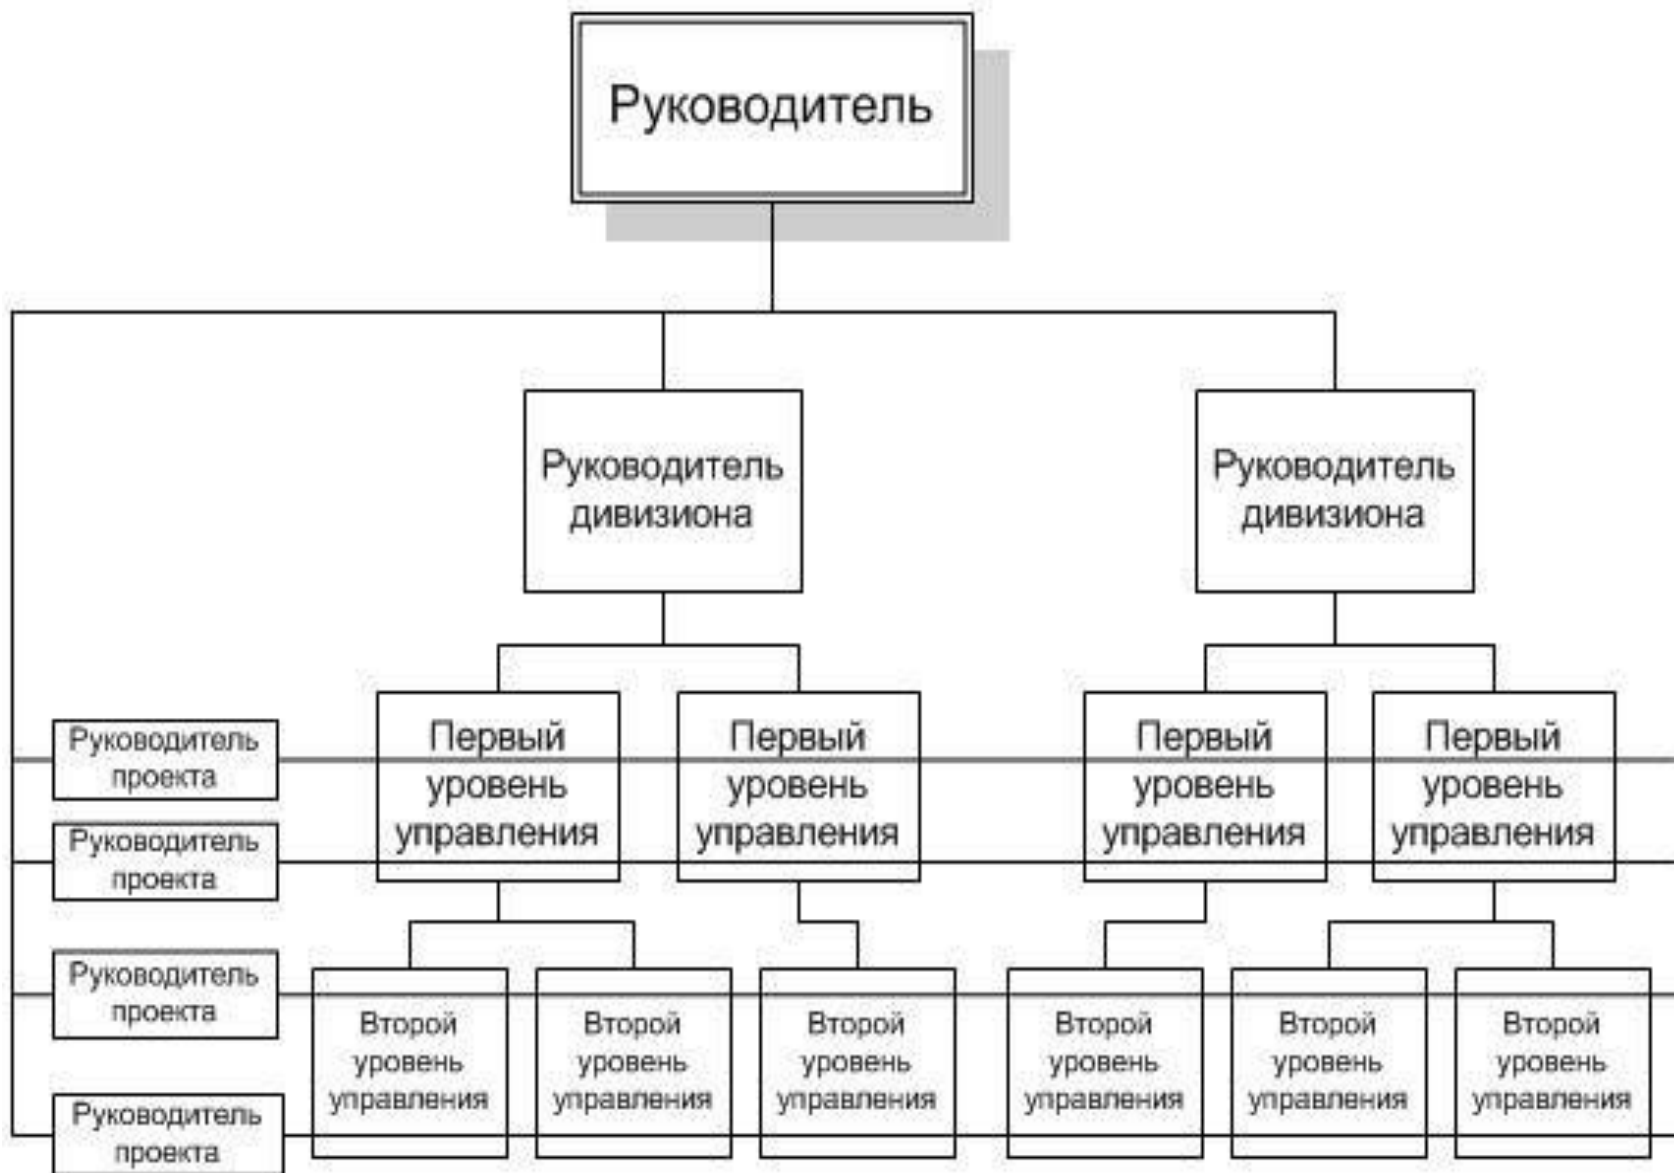 Руководитель
Руководитель
дивизиона
Руководитель
дивизиона
Руководитель
проекта
Первый
уровень
управления
Первый
уровень
управления
Первый
уровень
управления
Первый
уровень
управления
Руководитель
проекта
Руководитель
проекта
Второй
уровень
управления
Второй
уровень
управления
Второй
уровень
управления
Второй
уровень
управления
Второй
уровень
управления
Второй
уровень
управления
Руководитель
проекта